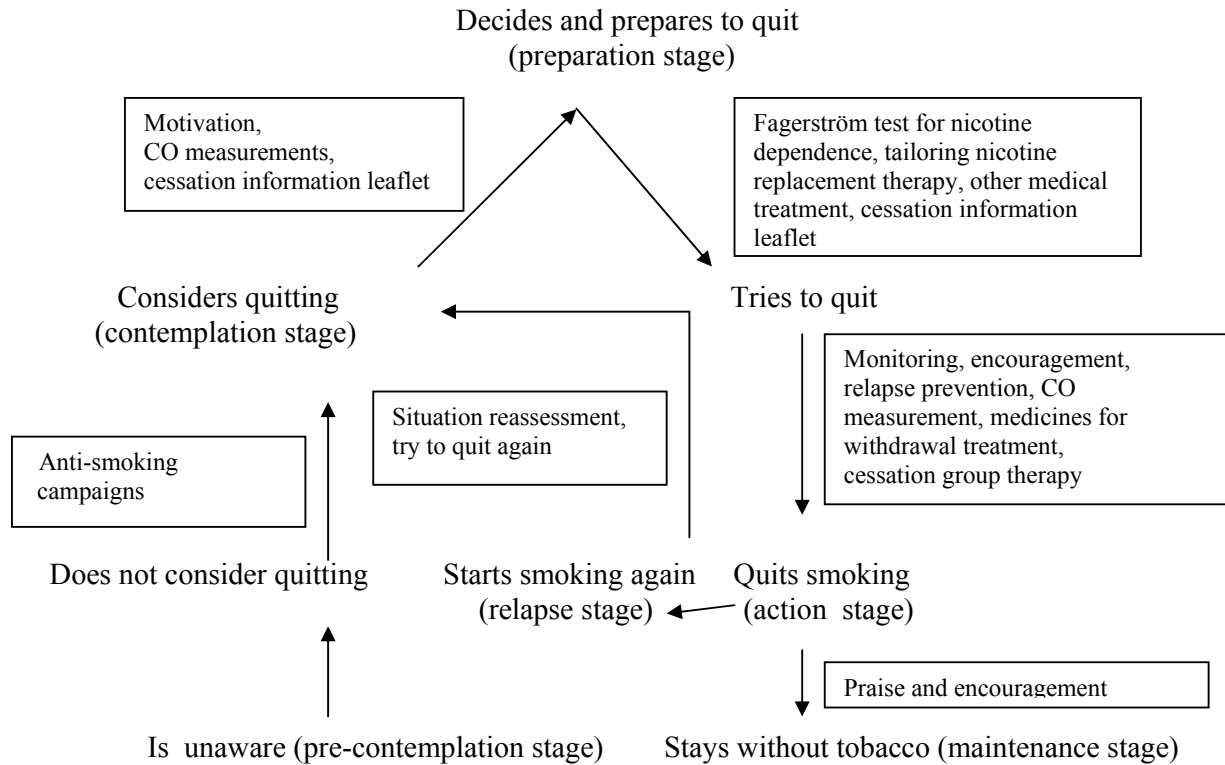 Decides and prepares to quit
(preparation stage)
Motivation,
CO measurements,
cessation information leaflet
Fagerström test for nicotine
dependence, tailoring nicotine
replacement therapy, other medical
treatment, cessation information
leaflet
Considers quitting
(contemplation stage)
Tries to quit
Monitoring, encouragement,
relapse prevention, CO
measurement, medicines for
withdrawal treatment,
cessation group therapy
Situation reassessment,
try to quit again
Anti-smoking
campaigns
Does not consider quitting
Starts smoking again
(relapse stage)
Quits smoking
(action stage)
Praise and encouragement
Is unaware (pre-contemplation stage)
Stays without tobacco (maintenance stage)